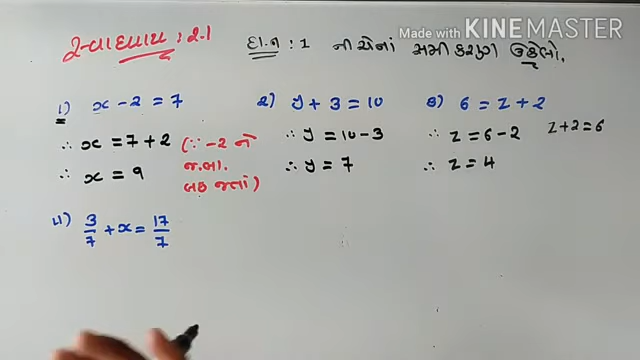 સ્વાધ્યાય : 2.1
દા.ન : 1 નીચેનાં સમીકરણ ઉકેલો.
Made with KINEMASTER
1) x - 2 = 7
∴ x = 7 + 2 (∵ -2 નો
જ.બા.
∴ x = 9
બાજુ જતાં)
2) y + 3 = 10
∴ y = 10 - 3
∴ y = 7
3) 6 = z + 2
∴ z = 6 - 2 z + 2 = 6
∴ z = 4
4) 3/7 + x = 17/7